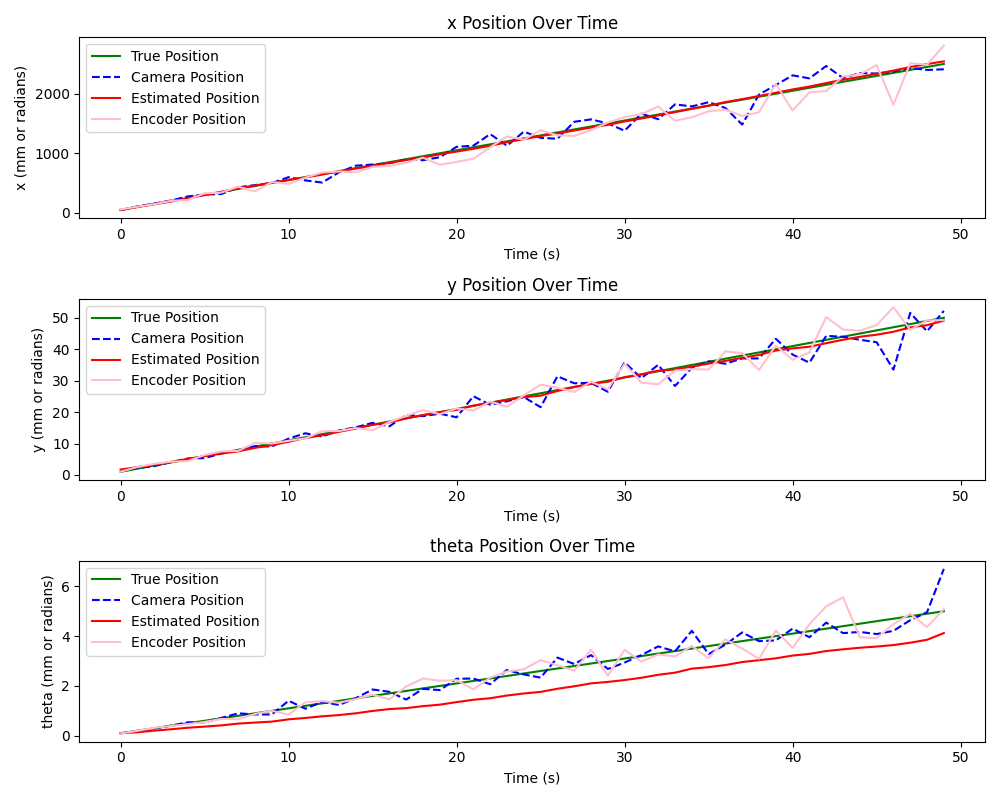 x Position Over Time
x (mm or radians)
2000
1000
0
True Position
Camera Position
Estimated Position
Encoder Position
0 10 20 30 40 50
Time (s)
y Position Over Time
y (mm or radians)
50
40
30
20
10
0
True Position
Camera Position
Estimated Position
Encoder Position
0 10 20 30 40 50
Time (s)
theta Position Over Time
theta (mm or radians)
6
4
2
0
True Position
Camera Position
Estimated Position
Encoder Position
0 10 20 30 40 50
Time (s)